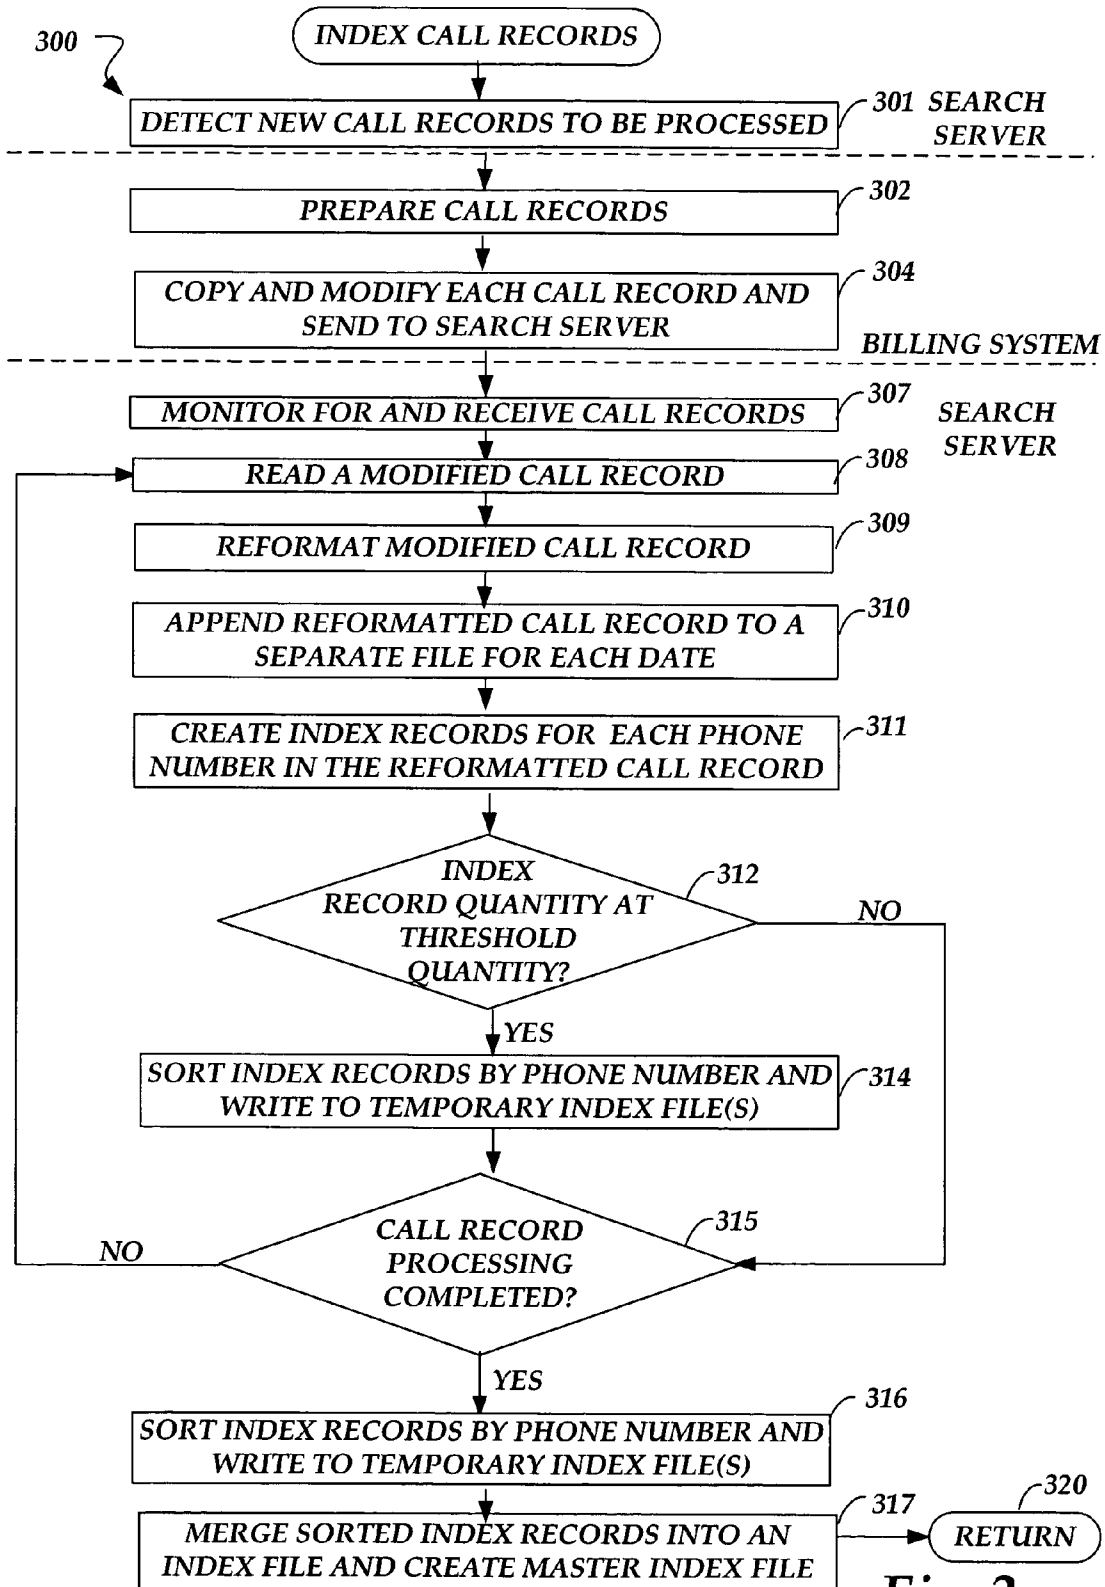 INDEX CALL RECORDS
300
DETECT NEW CALL RECORDS TO BE PROCESSED
301 SEARCH
SERVER
302
PREPARE CALL RECORDS
304
COPY AND MODIFY EACH CALL RECORD AND
SEND TO SEARCH SERVER
BILLING SYSTEM
307
MONITOR FOR AND RECEIVE CALL RECORDS
SEARCH
SERVER
308
READ A MODIFIED CALL RECORD
309
REFORMAT MODIFIED CALL RECORD
310
APPEND REFORMATTED CALL RECORD TO A
SEPARATE FILE FOR EACH DATE
311
CREATE INDEX RECORDS FOR EACH PHONE
NUMBER IN THE REFORMATTED CALL RECORD
312
INDEX
RECORD QUANTITY AT
THRESHOLD
QUANTITY?
NO
YES
SORT INDEX RECORDS BY PHONE NUMBER AND
WRITE TO TEMPORARY INDEX FILE(S)
314
315
CALL RECORD
PROCESSING
COMPLETED?
NO
YES
316
SORT INDEX RECORDS BY PHONE NUMBER AND
WRITE TO TEMPORARY INDEX FILE(S)
317
320
MERGE SORTED INDEX RECORDS INTO AN
INDEX FILE AND CREATE MASTER INDEX FILE
RETURN